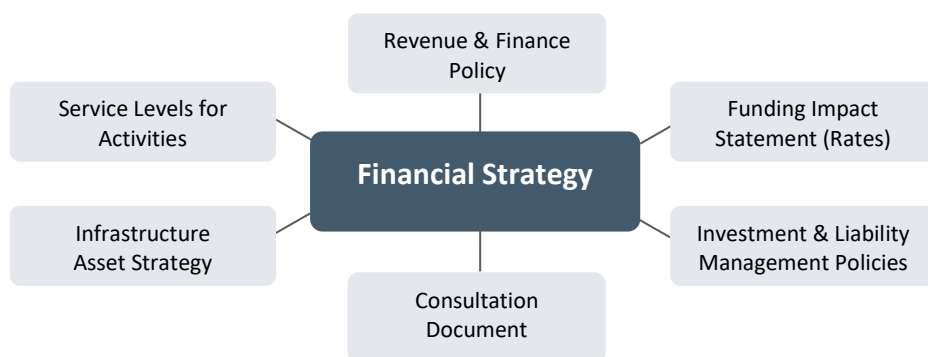 Revenue & Finance
Policy
Service Levels for
Activities
Funding Impact
Statement (Rates)
Financial Strategy
Infrastructure
Asset Strategy
Investment & Liability
Management Policies
Consultation
Document